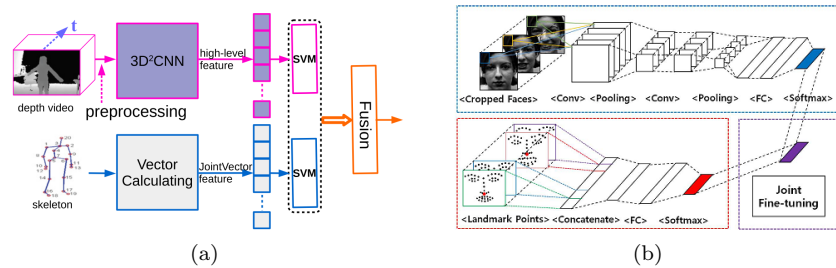 t
depth video
preprocessing
3D²CNN
high-level
feature
SVM
Fusion
skeleton
Vector
Calculating
JointVector
feature
SVM
(a)
<Cropped Faces> <Conv> <Pooling> <Conv> <Pooling> <FC> <Softmax>
<Landmark Points> <Concatenate> <FC> <Softmax>
Joint
Fine-tuning
(b)